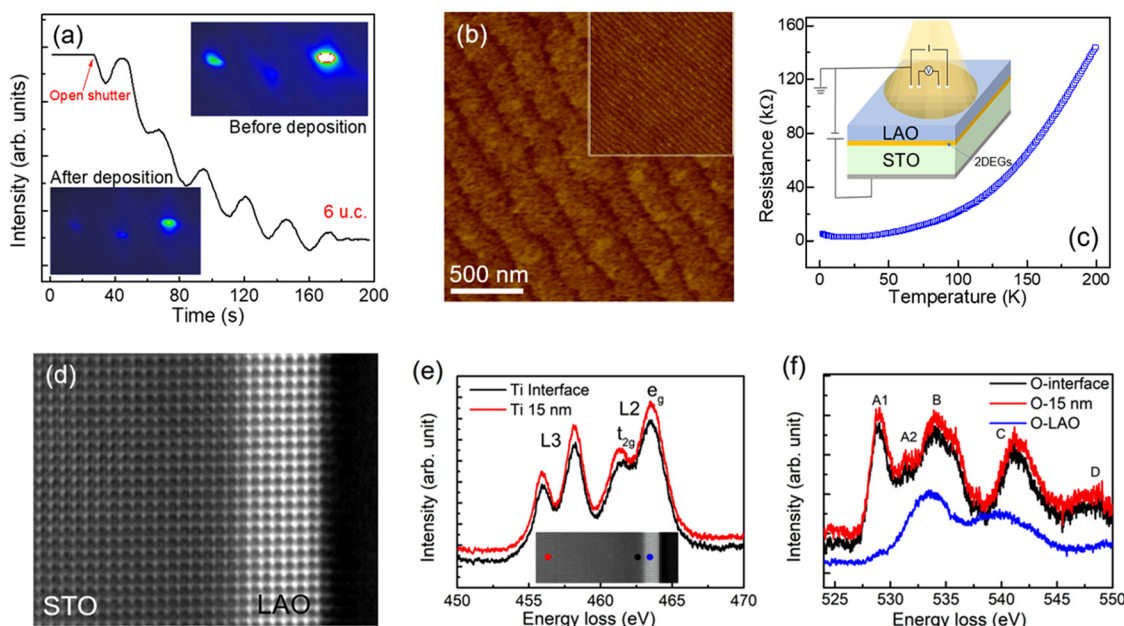 (a)
Intensity (arb. units)
Open shutter
Before deposition
After deposition
6 u.c.
0 40 80 120 160 200
Time (s)
(b)
500 nm
Resistance (kΩ)
160
120
80
40
0
I
V
LAO
STO
2DEGs
(c)
0 50 100 150 200
Temperature (K)
(d)
STO
LAO
(e)
Intensity (arb. unit)
Ti Interface
Ti 15 nm
L3
L2
eg
t2g
450 455 460 465 470
Energy loss (eV)
(f)
Intensity (arb. unit)
O-interface
O-15 nm
O-LAO
A1
A2
B
C
D
525 530 535 540 545 550
Energy loss (eV)